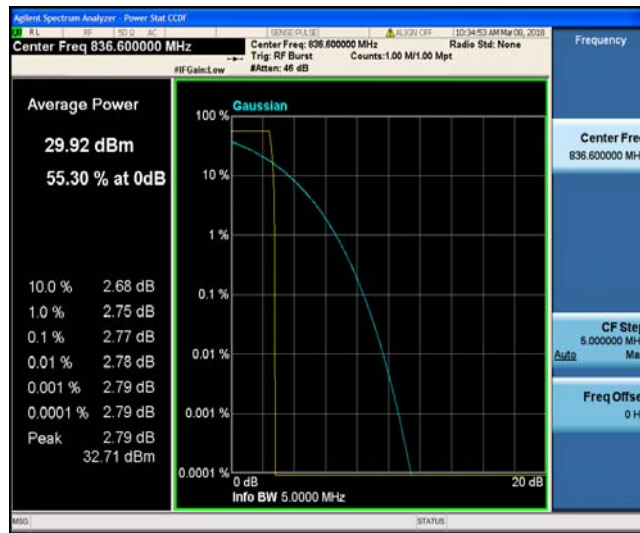 Agilent Spectrum Analyzer - Power Stat CCDF
RL RF 50 Ω AC SENSE:PULSE ALIGN OFF 10:34:53 AM Mar 08, 2018
Center Freq 836.600000 MHz
Center Freq: 836.600000 MHz Radio Std: None
Trig: RF Burst Counts:1.00 M/1.00 Mpt
#IFGain:Low #Atten: 46 dB
Frequency
Average Power
29.92 dBm
55.30 % at 0dB
10.0 % 2.68 dB
1.0 % 2.75 dB
0.1 % 2.77 dB
0.01 % 2.78 dB
0.001 % 2.79 dB
0.0001 % 2.79 dB
Peak 2.79 dB
32.71 dBm
Gaussian
100 %
10 %
1 %
0.1 %
0.01 %
0.001 %
0.0001 %
0 dB 20 dB
Info BW 5.0000 MHz
Center Fre
836.600000 MH
CF Step
5.000000 MH
Auto Ma
Freq Offse
0 H
MSG STATUS